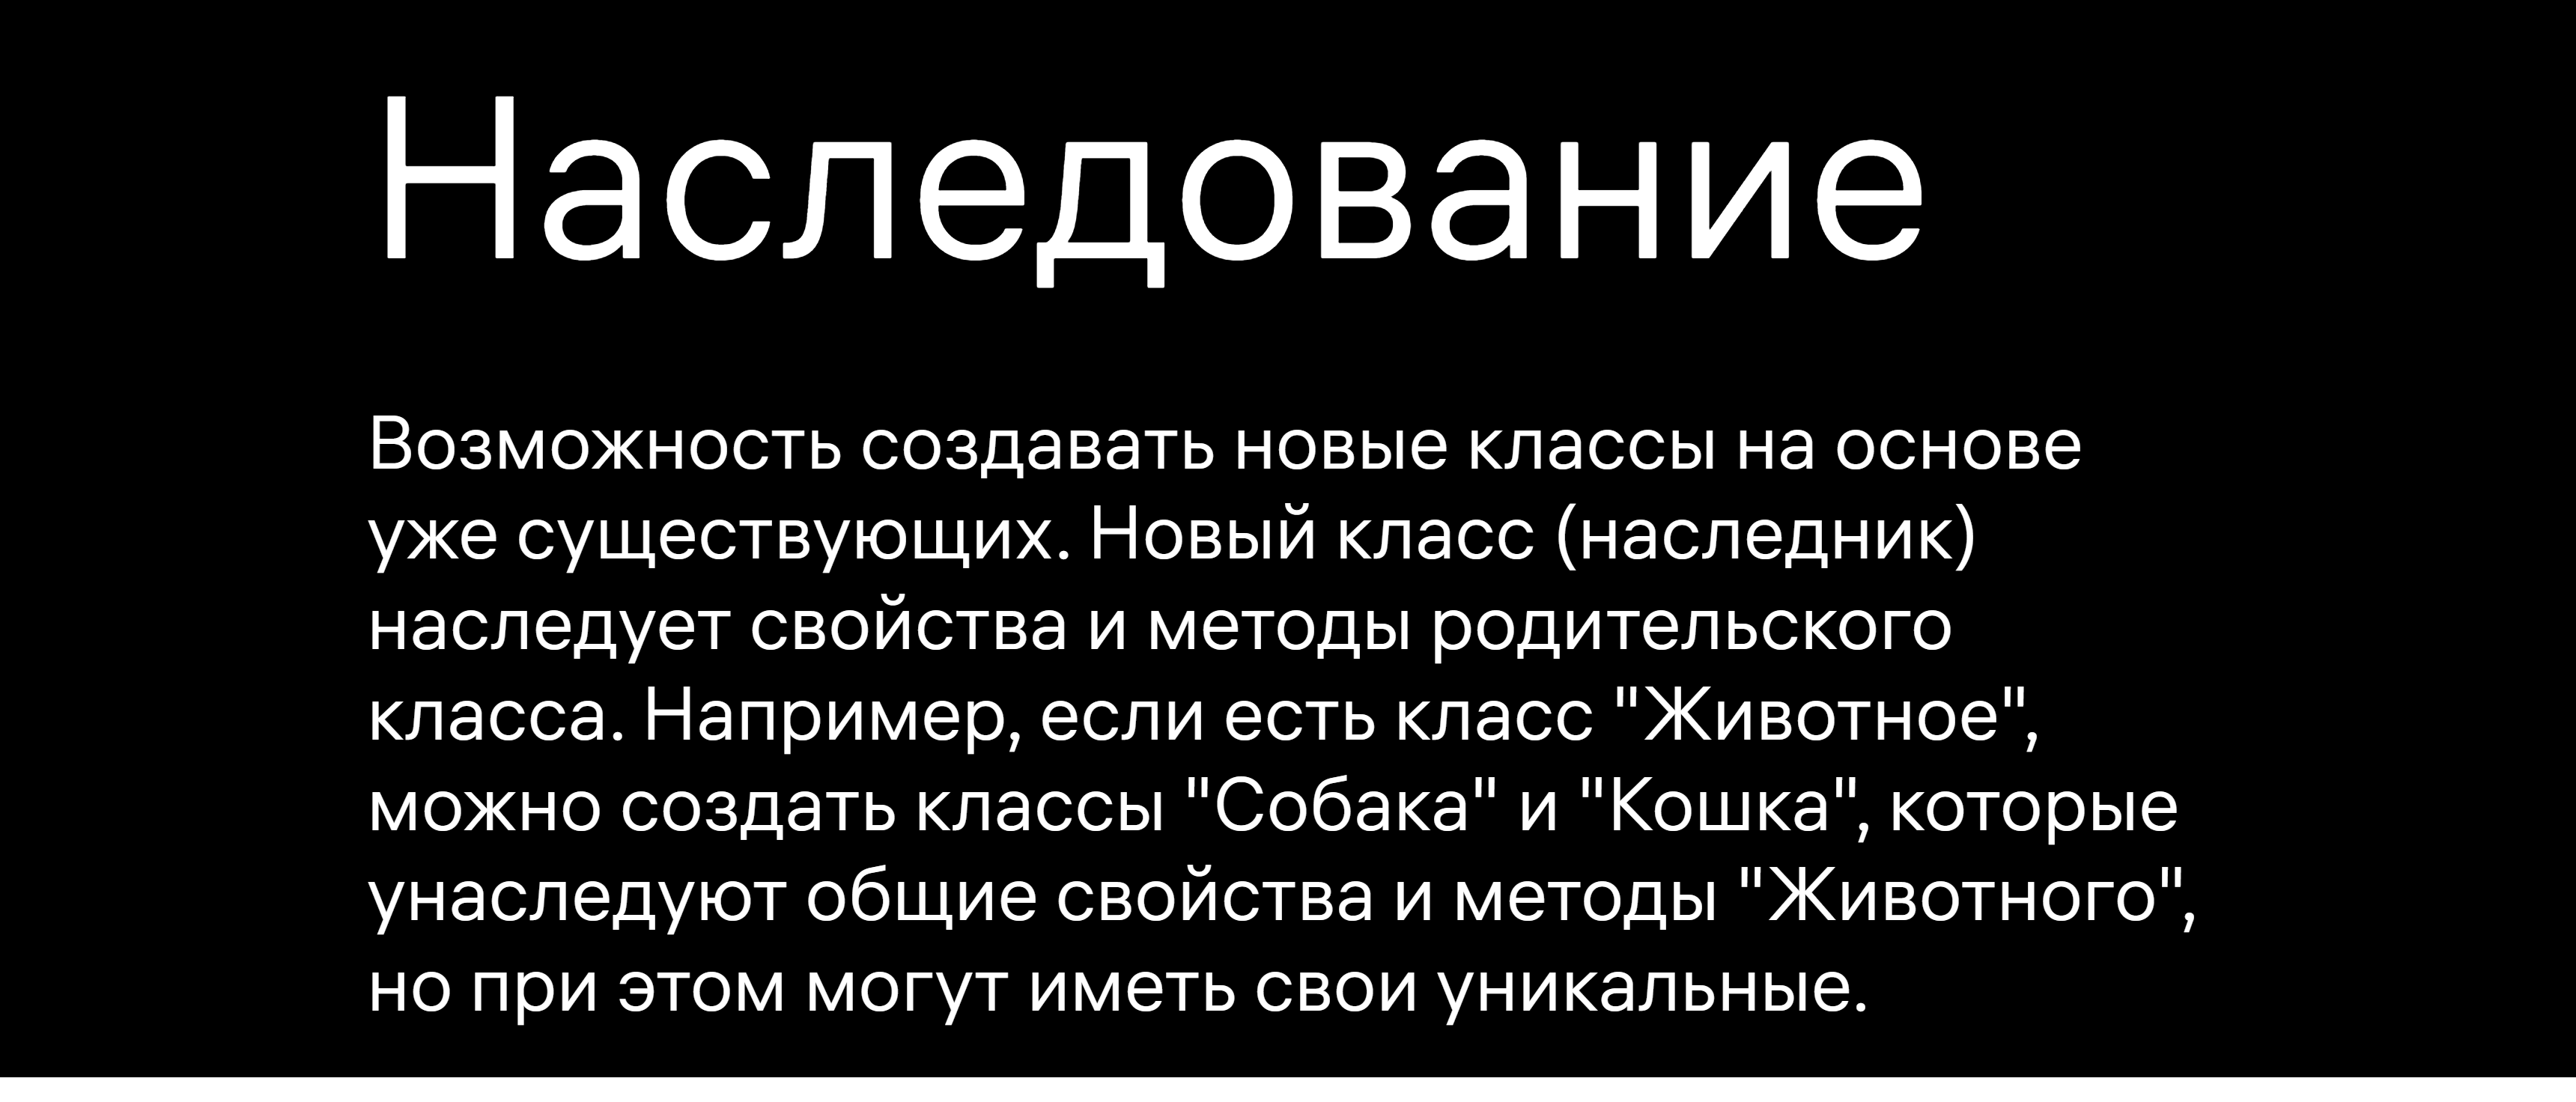 Наследование
Возможность создавать новые классы на основе
уже существующих. Новый класс (наследник)
наследует свойства и методы родительского
класса. Например, если есть класс "Животное",
можно создать классы "Собака" и "Кошка", которые
унаследуют общие свойства и методы "Животного",
но при этом могут иметь свои уникальные.